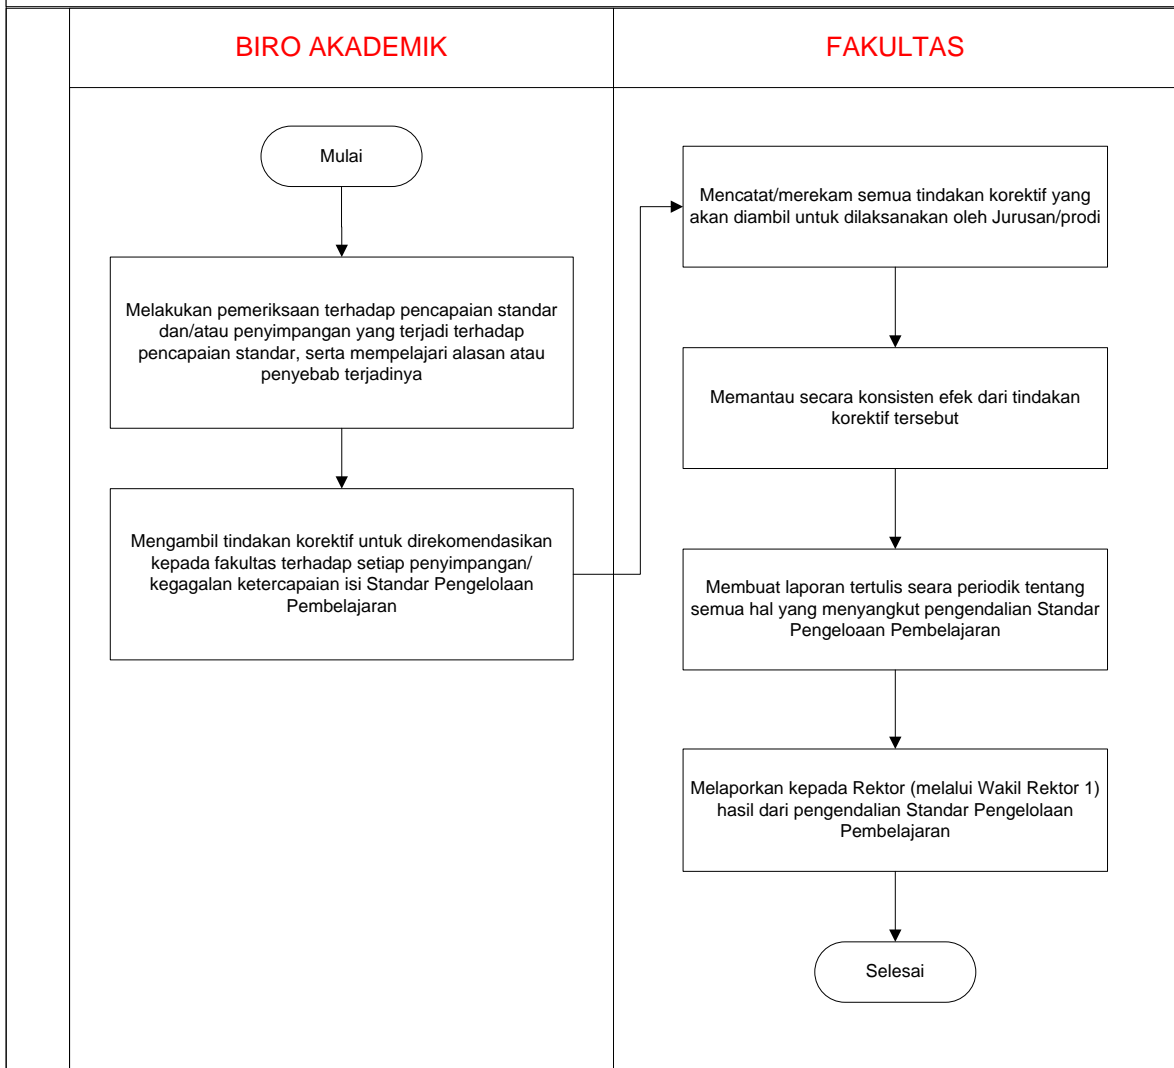 BIRO AKADEMIK
FAKULTAS
Mulai
Melakukan pemeriksaan terhadap pencapaian standar
dan/atau penyimpangan yang terjadi terhadap
pencapaian standar, serta mempelajari alasan atau
penyebab terjadinya
Mengambil tindakan korektif untuk direkomendasikan
kepada fakultas terhadap setiap penyimpangan/
kegagalan ketercapaian isi Standar Pengelolaan
Pembelajaran
Mencatat/merekam semua tindakan korektif yang
akan diambil untuk dilaksanakan oleh Jurusan/prodi
Memantau secara konsisten efek dari tindakan
korektif tersebut
Membuat laporan tertulis seara periodik tentang
semua hal yang menyangkut pengendalian Standar
Pengeloaan Pembelajaran
Melaporkan kepada Rektor (melalui Wakil Rektor 1)
hasil dari pengendalian Standar Pengelolaan
Pembelajaran
Selesai